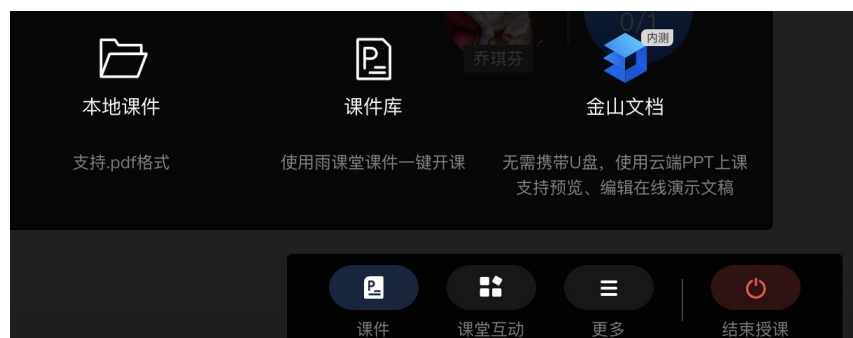 0/1
内测
乔琪芬
本地课件
课件库
金山文档
支持.pdf格式
使用雨课堂课件一键开课
无需携带U盘，使用云端PPT上课
支持预览、编辑在线演示文稿
课件
课堂互动
更多
结束授课